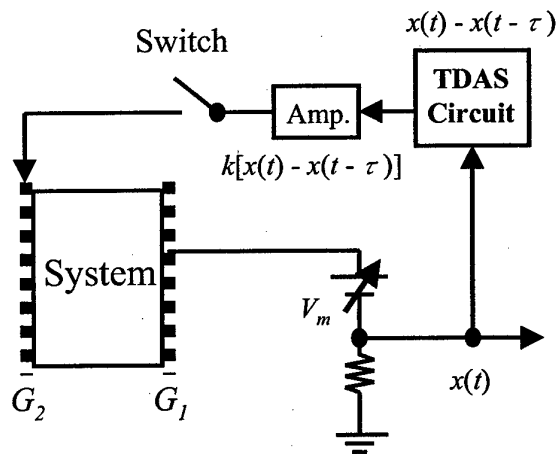 x(t) - x(t - τ)
Switch
TDAS
Circuit
Amp.
k[x(t) - x(t - τ)]
System
V_m
x(t)
G_2
G_1